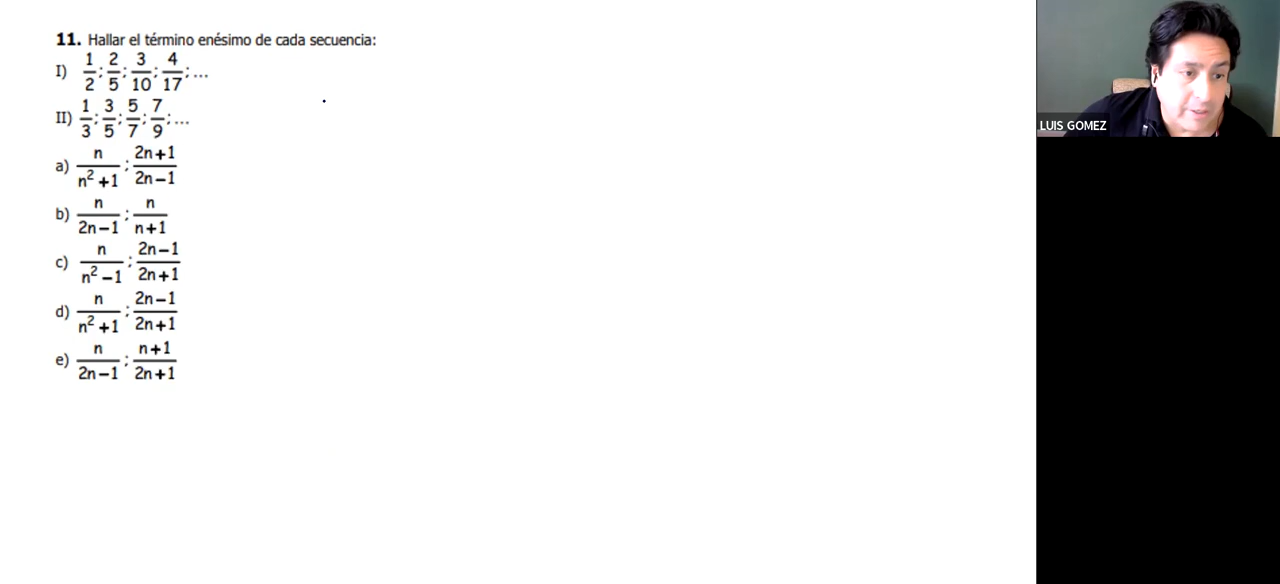 11. Hallar el término enésimo de cada secuencia:
I) 1/2; 2/5; 3/10; 4/17; ...
II) 1/3; 3/5; 5/7; 7/9; ...
a) n/(n² + 1); (2n+1)/(2n−1)
b) n/(2n−1); n/(n+1)
c) n/(n² −1); (2n−1)/(2n+1)
d) n/(n² +1); (2n−1)/(2n+1)
e) n/(2n−1); (n+1)/(2n+1)
LUIS GOMEZ